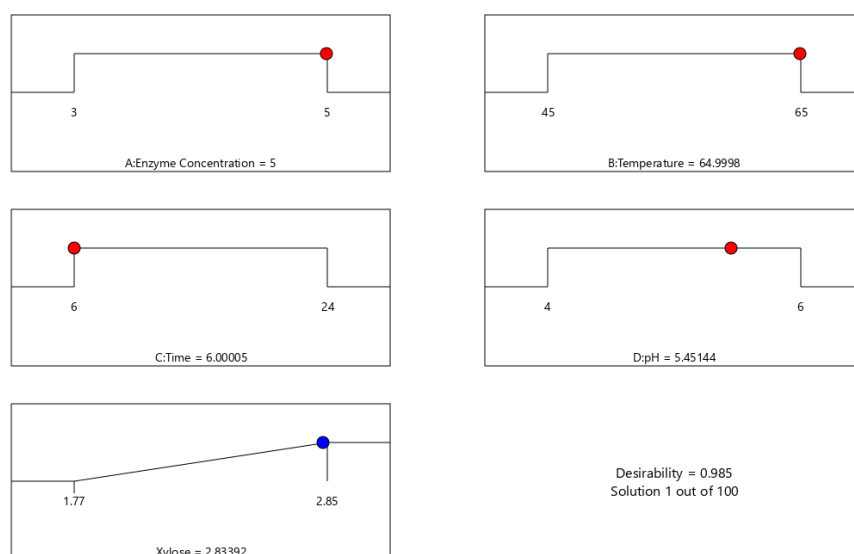 3
5
A:Enzyme Concentration = 5
45
65
B:Temperature = 64.9998
6
24
C:Time = 6.00005
4
6
D:pH = 5.45144
1.77
2.85
Xylose = 2.83392
Desirability = 0.985
Solution 1 out of 100